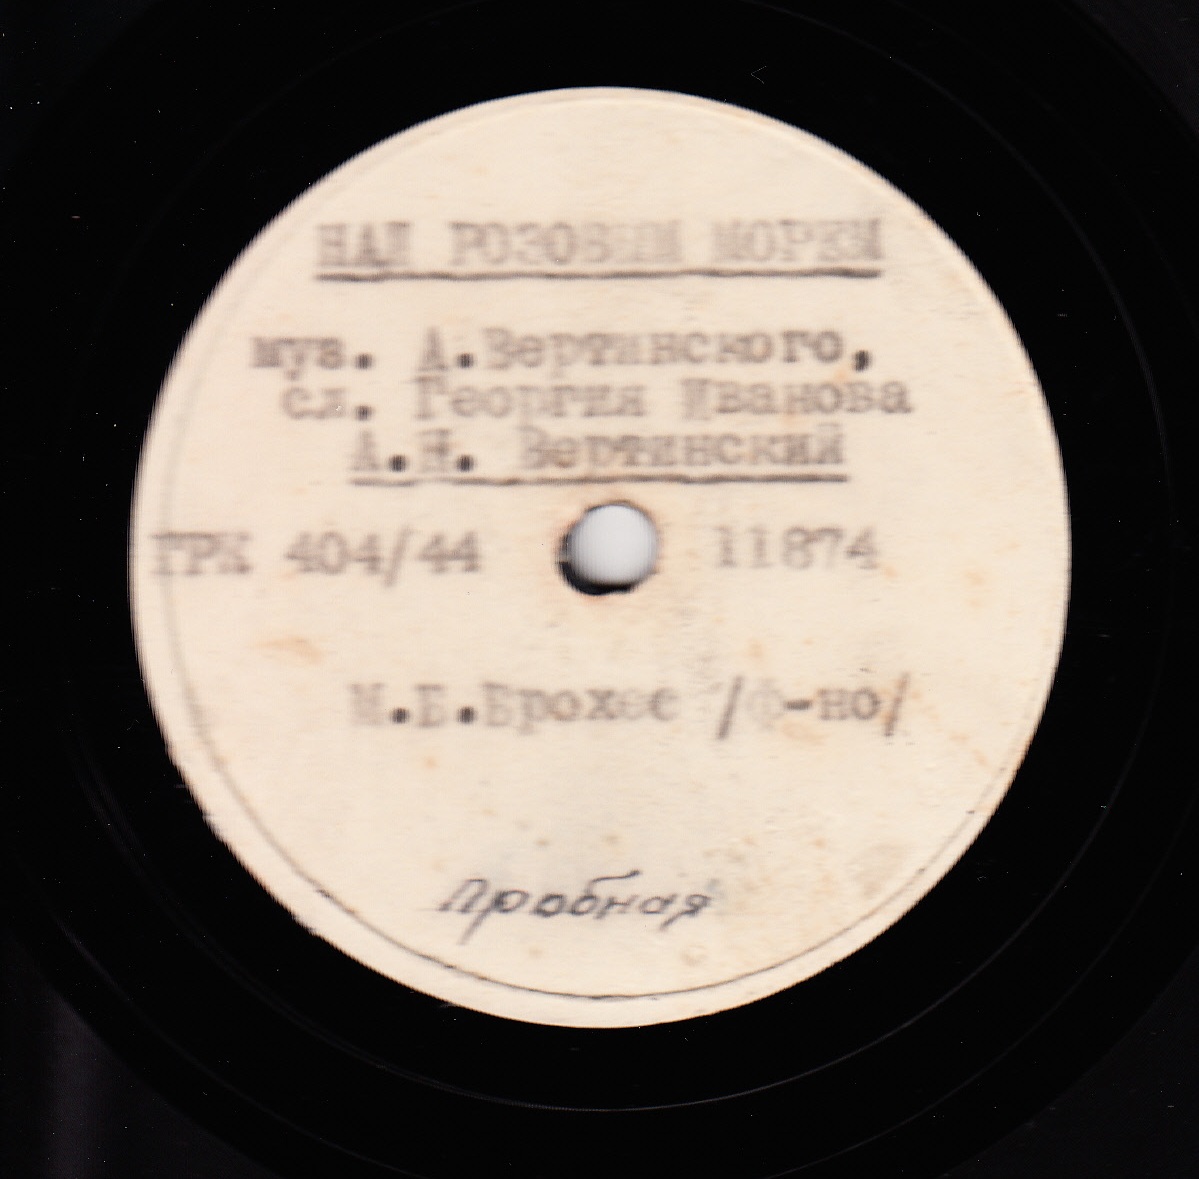 НАД РОЗОВЫМ МОРЕМ
муз. А.Вертинского,
сл. Георгия Иванова
А.Н. Вертинский
ГРК 404/44 11874
М.Б.Брохес /ф-но/
Пробная